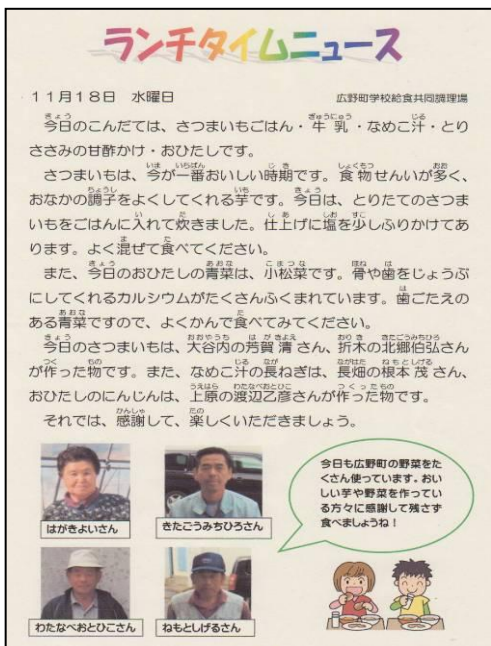 ランチタイムニュース
11月18日 水曜日 広野町学校給食共同調理場
今日のこんだては、さつまいもごはん・牛乳・なめこ汁・とり
ささみの甘酢かけ・おひたしです。
さつまいもは、今が一番おいしい時期です。食物せんいが多く、
おなかの調子をよくしてくれる芋です。今日は、とりたてのさつま
いもをごはんに入れて炊きました。仕上げに塩を少しふりかけてあ
ります。よく混ぜて食べてください。
また、今日のおひたしの青菜は、小松菜です。骨や歯をじょうぶ
にしてくれるカルシウムがたくさんふくまれています。歯ごたえの
ある青菜ですので、よくかんで食べてみてください。
今日のさつまいもは、大谷内の芳賀清さん、折木の北郷伯弘さん
が作った物です。また、なめこ汁の長ねぎは、長畑の根本茂さん、
おひたしのにんじんは、上原の渡辺乙彦さんが作った物です。
それでは、感謝して、楽しくいただきましょう。
はがきよいさん
きたごうみちひろさん
今日も広野町の野菜をた
くさん使っています。おい
しい芋や野菜を作ってい
る方々に感謝して残さず
食べましょうね！
わたなべおとひこさん
ねもとしげるさん